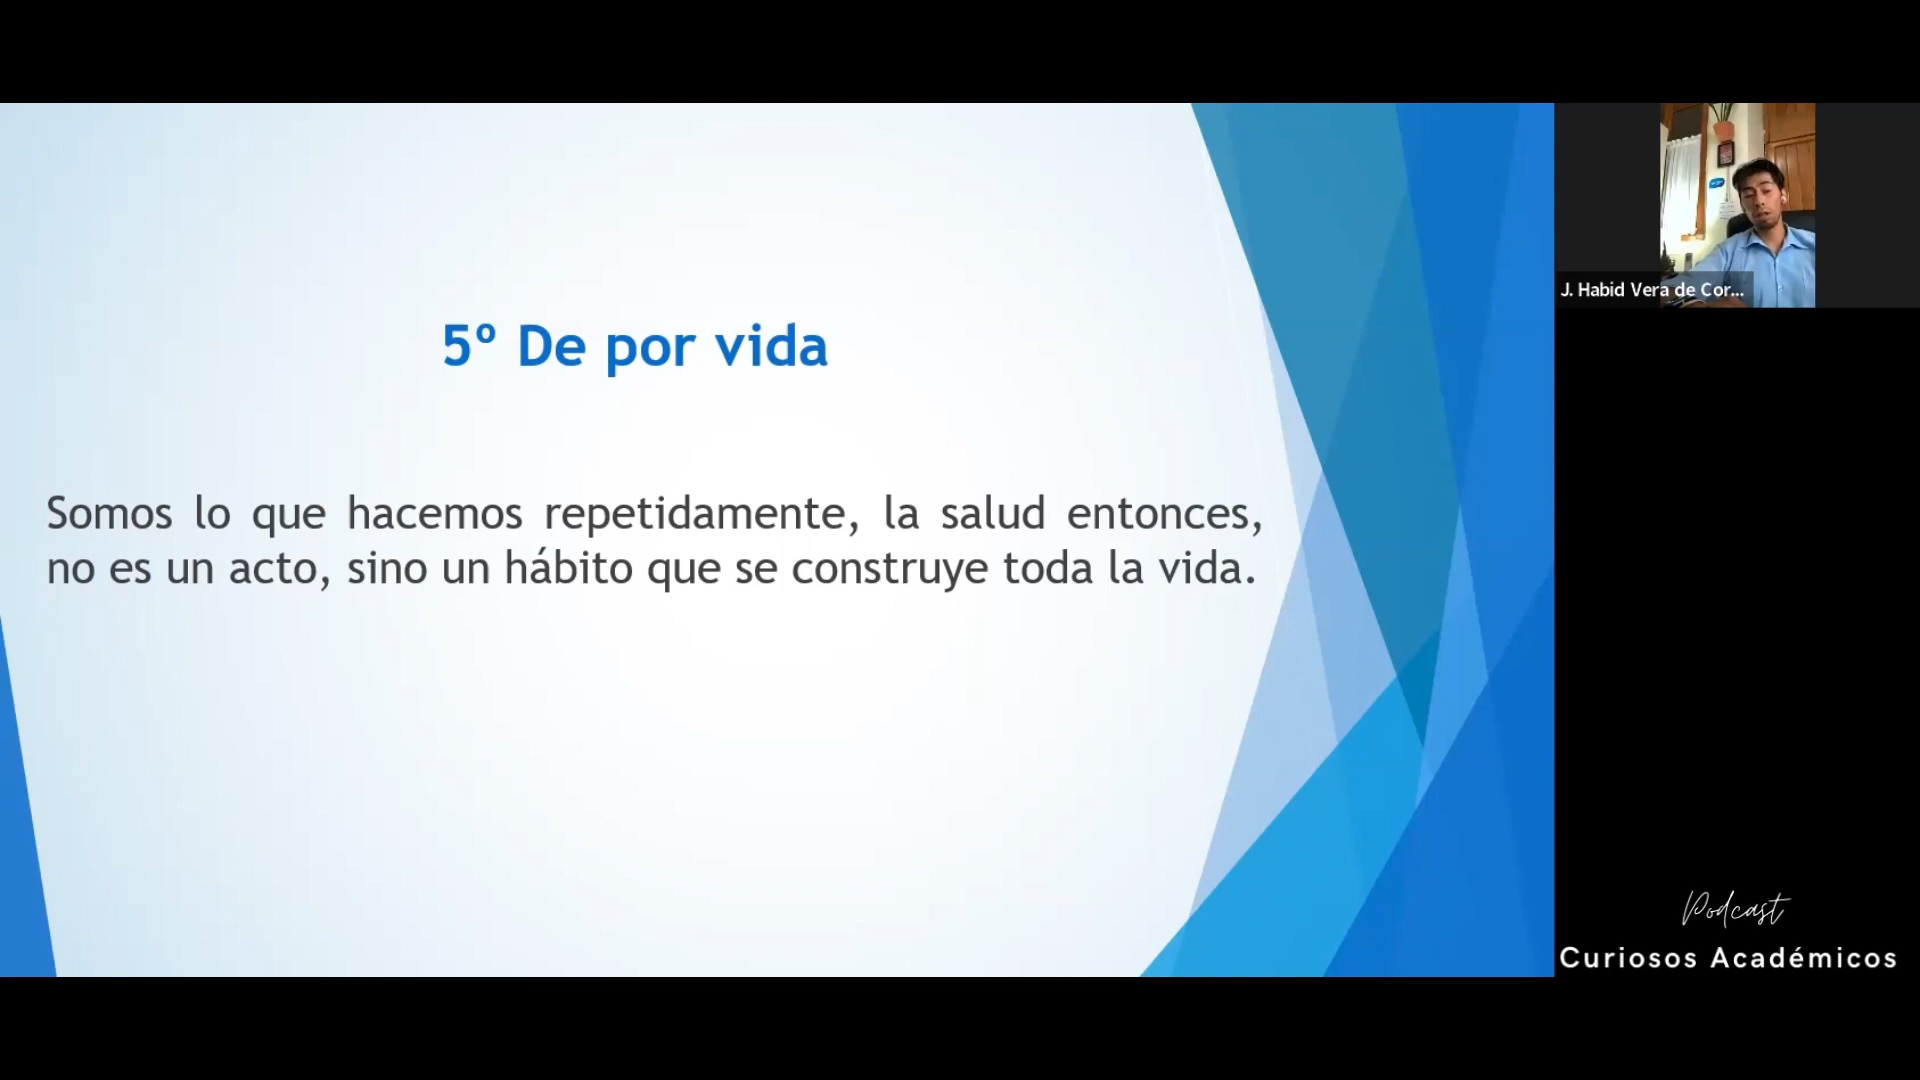 5º De por vida
Somos lo que hacemos repetidamente, la salud entonces,
no es un acto, sino un hábito que se construye toda la vida.
J. Habid Vera de Cor...
Podcast
Curiosos Académicos